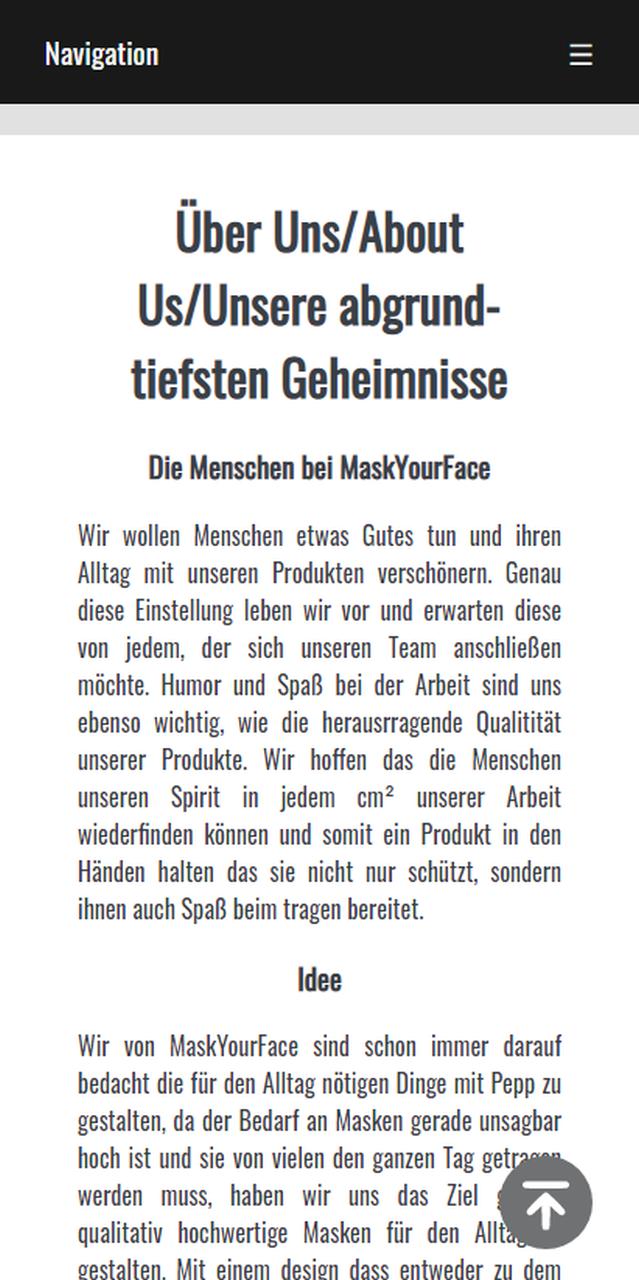 Navigation
Über Uns/About
Us/Unsere abgrund-
tiefsten Geheimnisse
Die Menschen bei MaskYourFace
Wir wollen Menschen etwas Gutes tun und ihren
Alltag mit unseren Produkten verschönern. Genau
diese Einstellung leben wir vor und erwarten diese
von jedem, der sich unseren Team anschließen
möchte. Humor und Spaß bei der Arbeit sind uns
ebenso wichtig, wie die herausrragende Qualitität
unserer Produkte. Wir hoffen das die Menschen
unseren Spirit in jedem cm² unserer Arbeit
wiederfinden können und somit ein Produkt in den
Händen halten das sie nicht nur schützt, sondern
ihnen auch Spaß beim tragen bereitet.
Idee
Wir von MaskYourFace sind schon immer darauf
bedacht die für den Alltag nötigen Dinge mit Pepp zu
gestalten, da der Bedarf an Masken gerade unsagbar
hoch ist und sie von vielen den ganzen Tag getragen
werden muss, haben wir uns das Ziel
qualitativ hochwertige Masken für den
gestalten. Mit einem design dass entweder zu dem